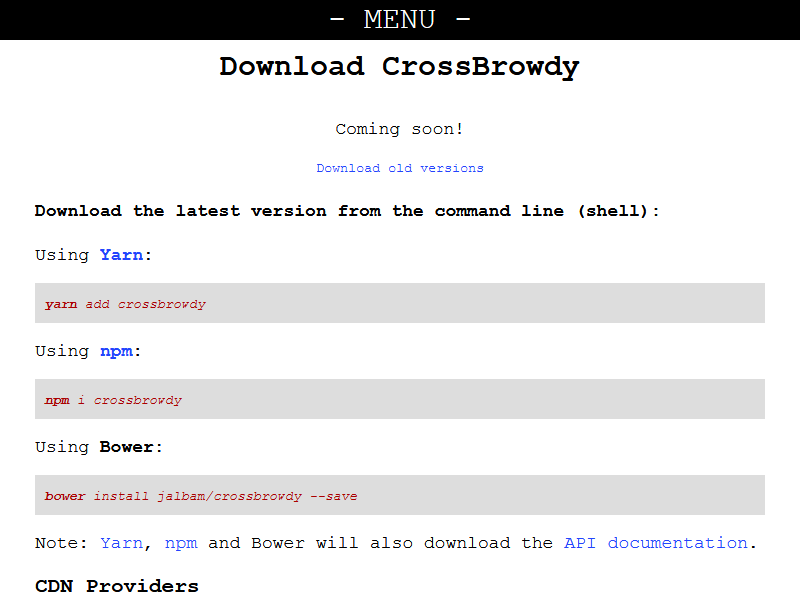 - MENU -
Download CrossBrowdy
Coming soon!
Download old versions
Download the latest version from the command line (shell):
Using Yarn:
yarn add crossbrowdy
Using npm:
npm i crossbrowdy
Using Bower:
bower install jalbam/crossbrowdy --save
Note: Yarn, npm and Bower will also download the API documentation.
CDN Providers